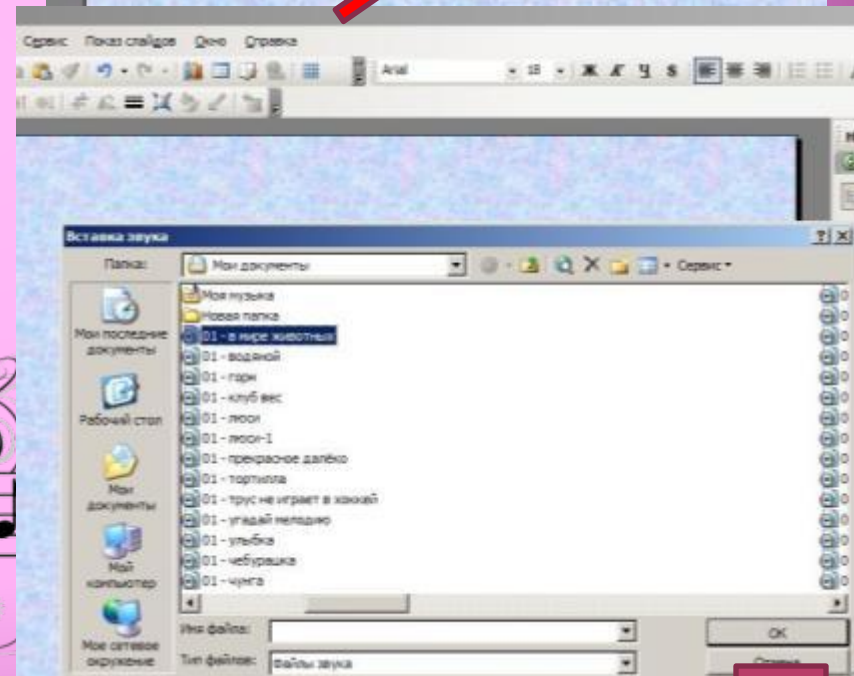 Сервис Показ слайдов Окно Справка
Arial 18 Ж К Ч S
Вставка звука
Папка: Мои документы Сервис
Моя музыка
Новая папка
01 - в мире животных
01 - водяной
01 - горн
01 - клуб вес
01 - люси
01 - люси-1
01 - прекрасное далёко
01 - тортилла
01 - трус не играет в хоккей
01 - угадай мелодию
01 - улыбка
01 - чебурашка
01 - чунга
Мои последние документы
Рабочий стол
Мои документы
Мой компьютер
Мое сетевое окружение
Имя файла: ОК
Тип файлов: Файлы звука Отмена